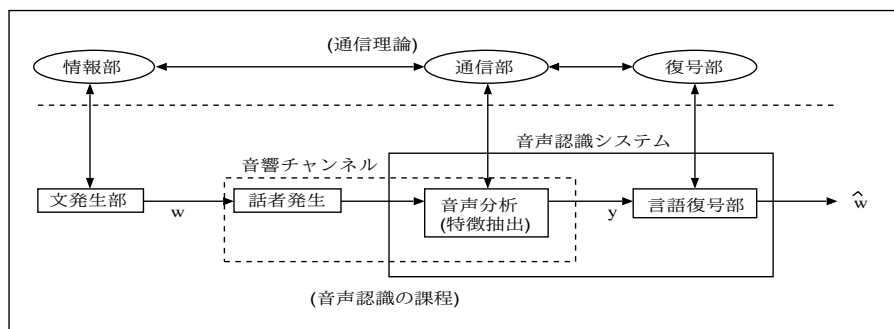 (通信理論)
情報部
通信部
復号部
音声認識システム
音響チャンネル
文発生部
w
話者発生
音声分析
(特徴抽出)
y
言語復号部
ŵ
(音声認識の課程)